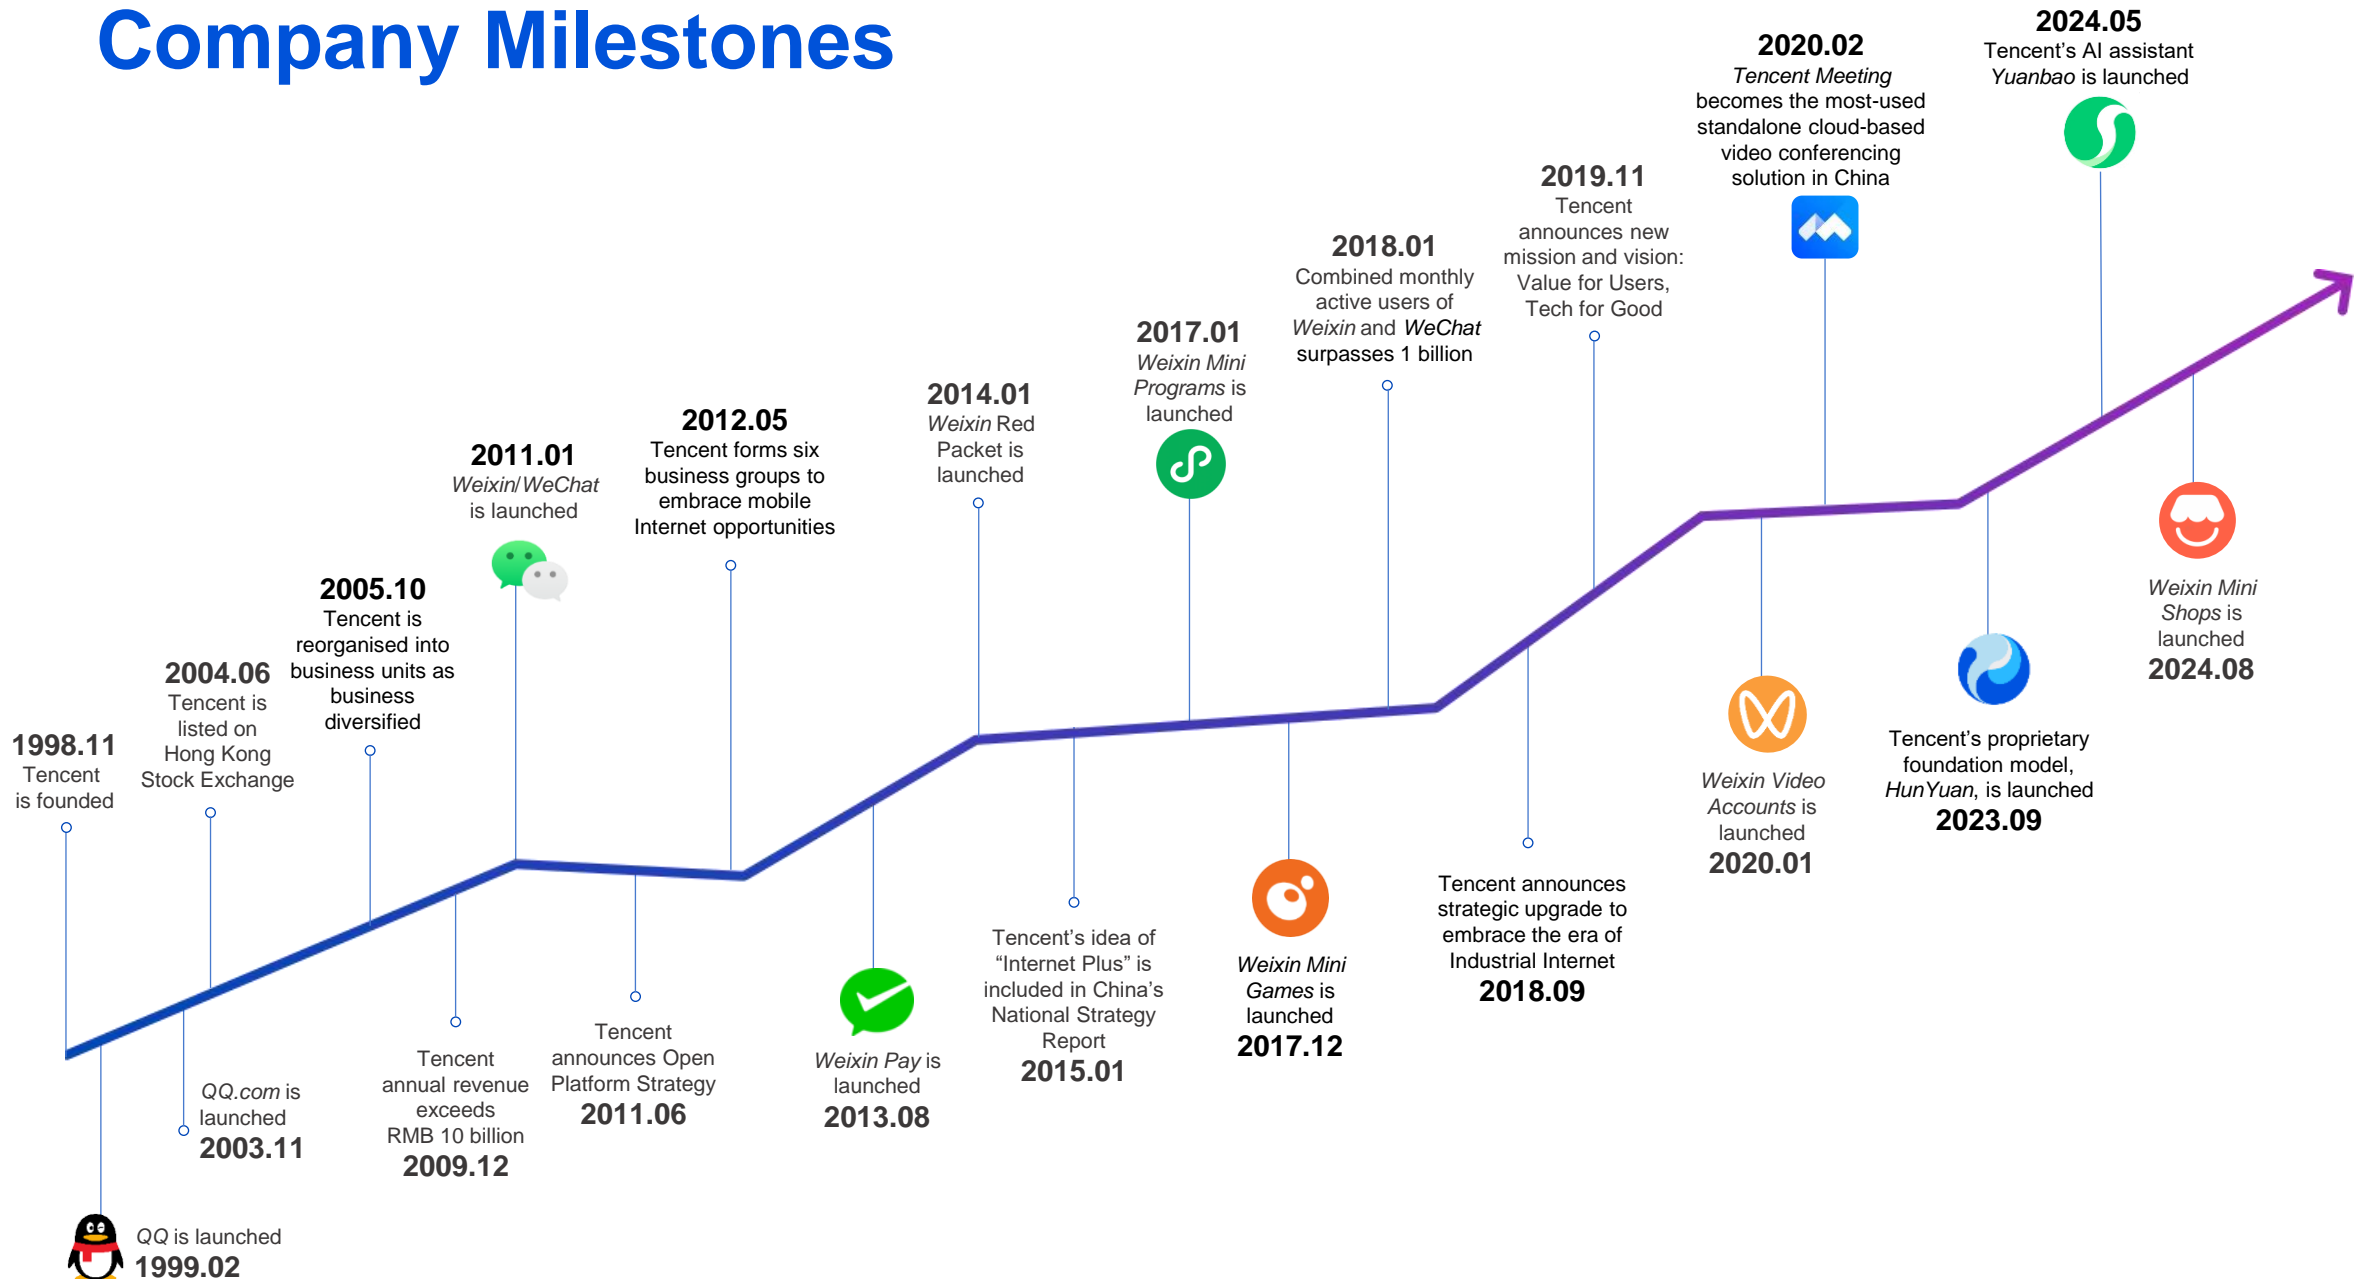 Company Milestones
1998.11
Tencent
is founded
QQ is launched
1999.02
QQ.com is
launched
2003.11
2004.06
Tencent is
listed on
Hong Kong
Stock Exchange
2005.10
Tencent is
reorganised into
business units as
business
diversified
Tencent
annual revenue
exceeds
RMB 10 billion
2009.12
2011.01
Weixin/WeChat
is launched
Tencent
announces Open
Platform Strategy
2011.06
2012.05
Tencent forms six
business groups to
embrace mobile
Internet opportunities
Weixin Pay is
launched
2013.08
2014.01
Weixin Red
Packet is
launched
Tencent’s idea of
“Internet Plus” is
included in China’s
National Strategy
Report
2015.01
2017.01
Weixin Mini
Programs is
launched
Weixin Mini
Games is
launched
2017.12
2018.01
Combined monthly
active users of
Weixin and WeChat
surpasses 1 billion
Tencent announces
strategic upgrade to
embrace the era of
Industrial Internet
2018.09
2019.11
Tencent
announces new
mission and vision:
Value for Users,
Tech for Good
Weixin Video
Accounts is
launched
2020.01
2020.02
Tencent Meeting
becomes the most-used
standalone cloud-based
video conferencing
solution in China
Tencent’s proprietary
foundation model,
HunYuan, is launched
2023.09
2024.05
Tencent’s AI assistant
Yuanbao is launched
Weixin Mini
Shops is
launched
2024.08